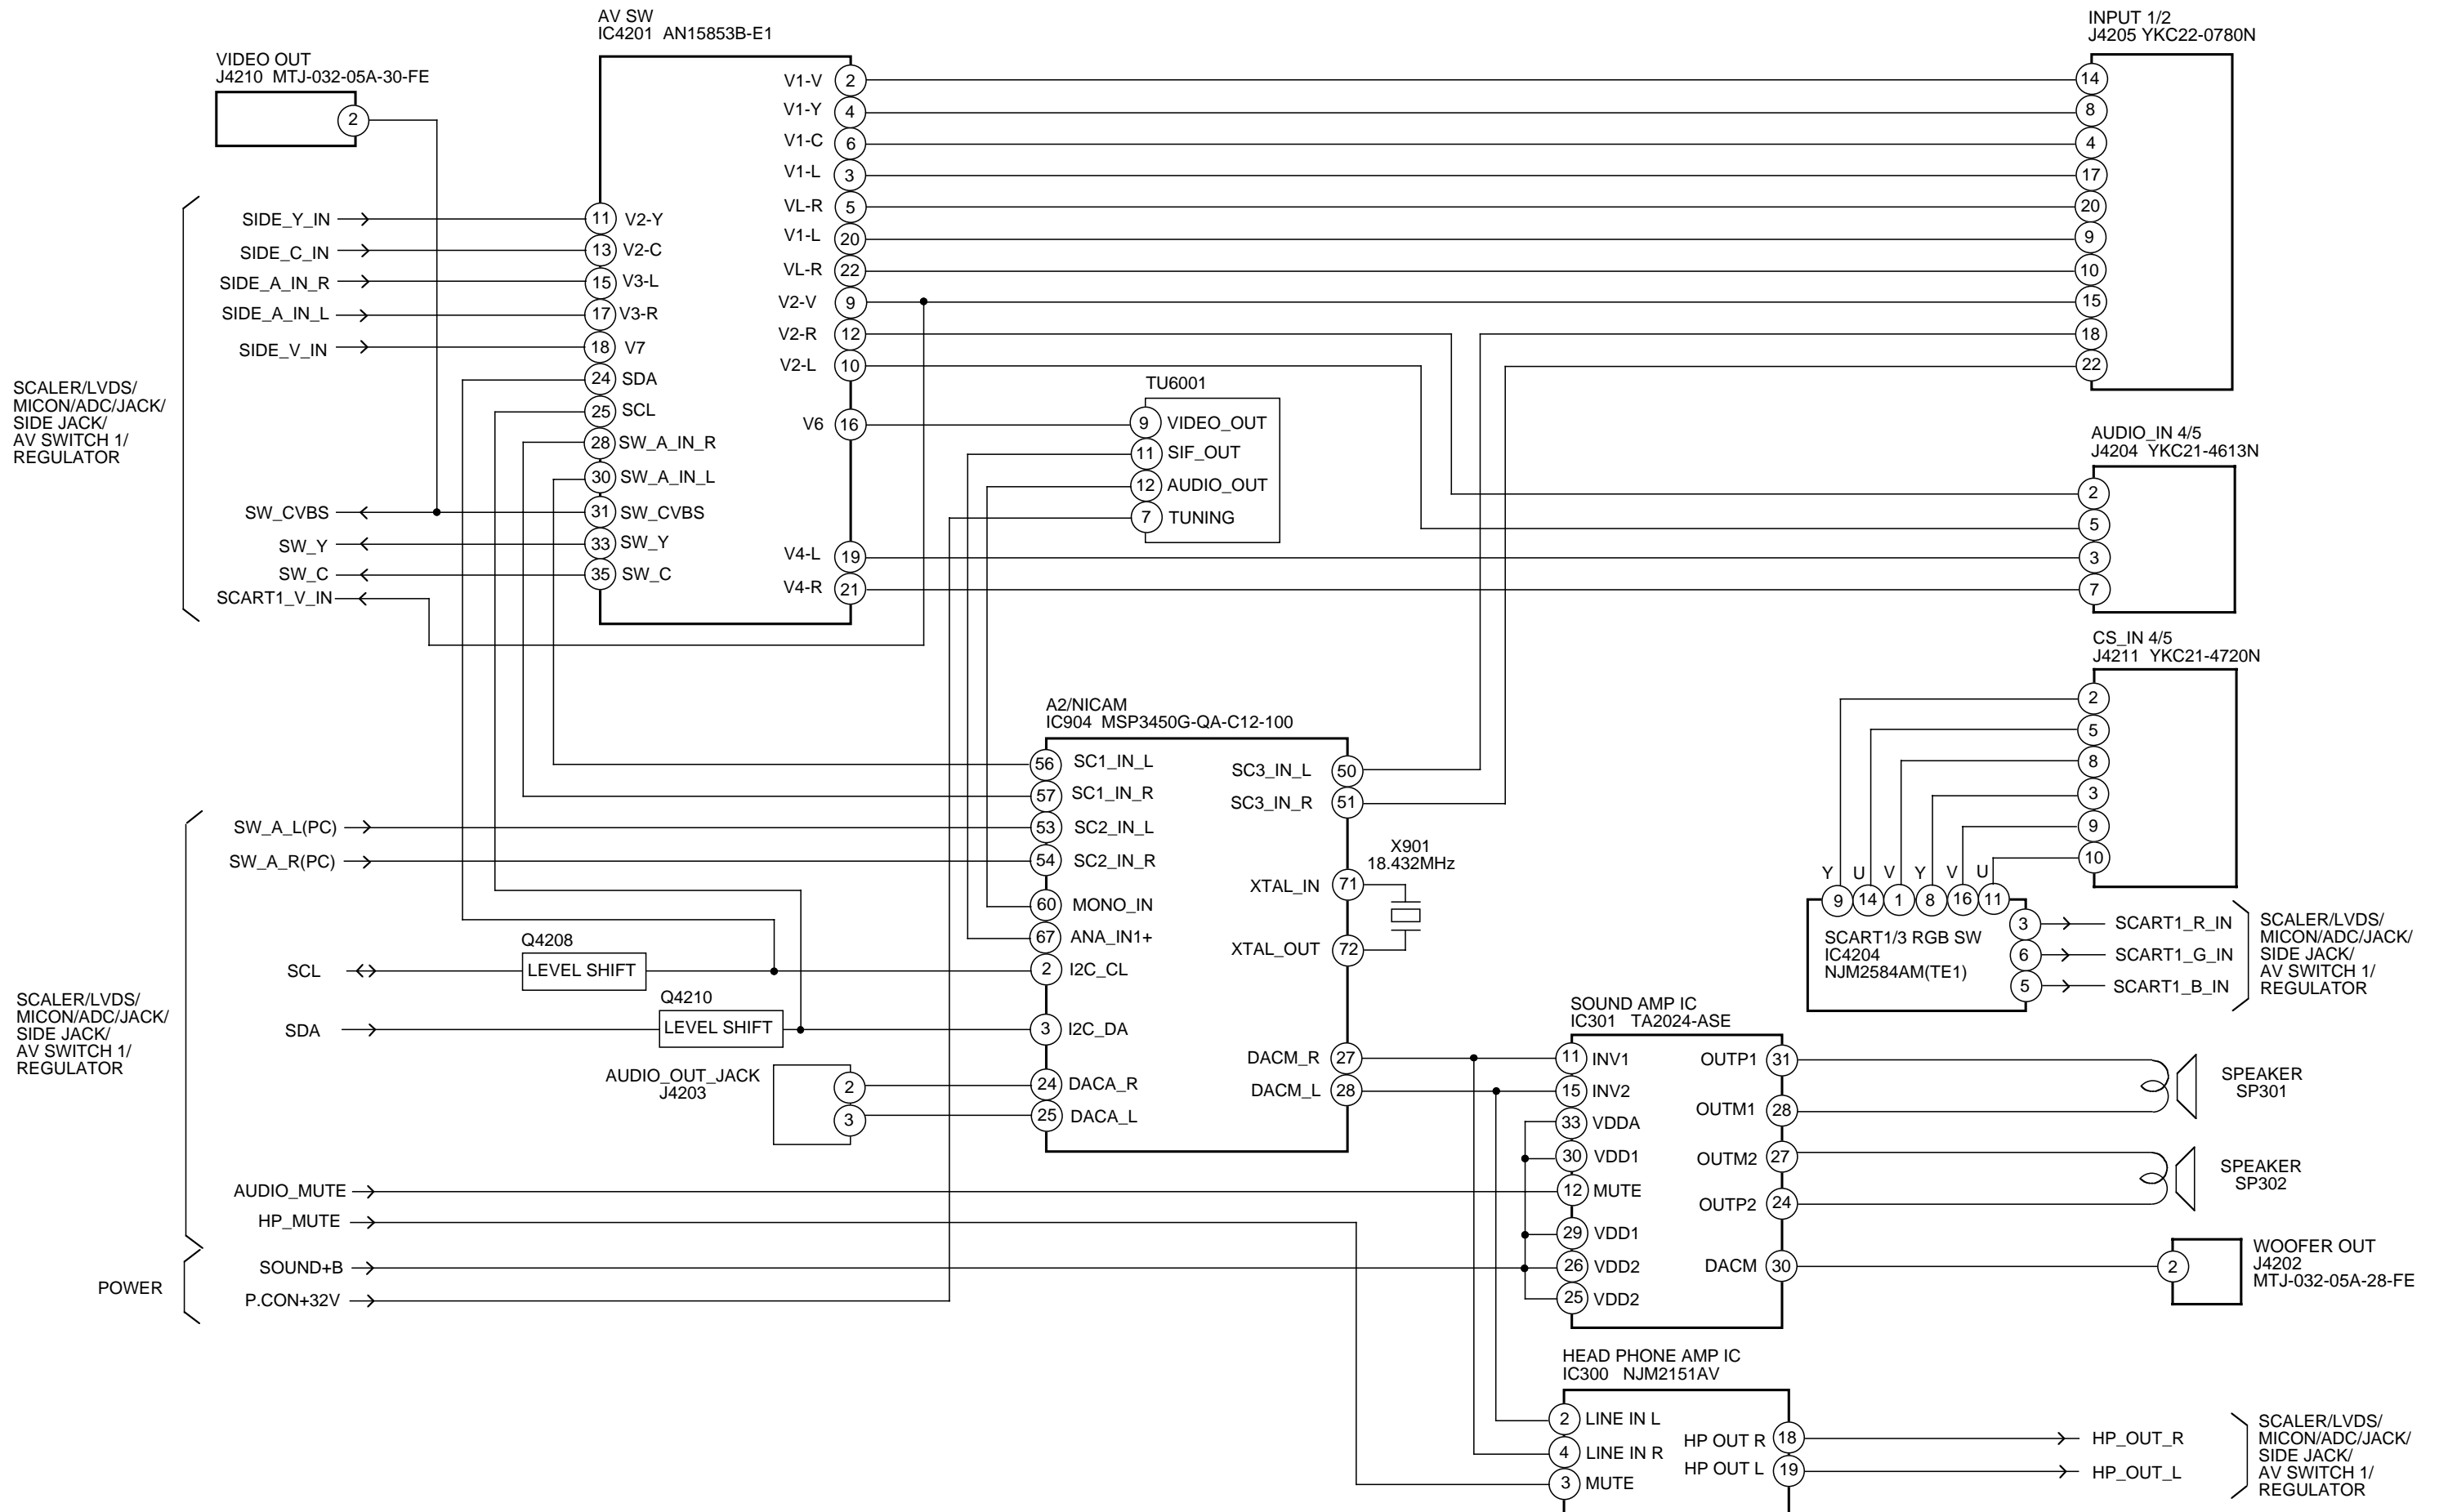 AV SW
IC4201 AN15853B-E1
VIDEO OUT
J4210 MTJ-032-05A-30-FE
2
INPUT 1/2
J4205 YKC22-0780N
V1-V 2
V1-Y 4
V1-C 6
V1-L 3
VL-R 5
V1-L 20
VL-R 22
V2-V 9
V2-R 12
V2-L 10
V6 16
V4-L 19
V4-R 21
14
8
4
17
20
9
10
15
18
22
SCALER/LVDS/
MICON/ADC/JACK/
SIDE JACK/
AV SWITCH 1/
REGULATOR
SIDE_Y_IN
SIDE_C_IN
SIDE_A_IN_R
SIDE_A_IN_L
SIDE_V_IN
SW_CVBS
SW_Y
SW_C
SCART1_V_IN
11 V2-Y
13 V2-C
15 V3-L
17 V3-R
18 V7
24 SDA
25 SCL
28 SW_A_IN_R
30 SW_A_IN_L
31 SW_CVBS
33 SW_Y
35 SW_C
TU6001
9 VIDEO_OUT
11 SIF_OUT
12 AUDIO_OUT
7 TUNING
AUDIO_IN 4/5
J4204 YKC21-4613N
2
5
3
7
CS_IN 4/5
J4211 YKC21-4720N
2
5
8
3
9
10
Y U V Y V U
9 14 1 8 16 11
SCART1/3 RGB SW
IC4204
NJM2584AM(TE1)
3 SCART1_R_IN
6 SCART1_G_IN
5 SCART1_B_IN
SCALER/LVDS/
MICON/ADC/JACK/
SIDE JACK/
AV SWITCH 1/
REGULATOR
A2/NICAM
IC904 MSP3450G-QA-C12-100
56 SC1_IN_L
57 SC1_IN_R
53 SC2_IN_L
54 SC2_IN_R
60 MONO_IN
67 ANA_IN1+
2 I2C_CL
3 I2C_DA
24 DACA_R
25 DACA_L
SC3_IN_L 50
SC3_IN_R 51
XTAL_IN 71
XTAL_OUT 72
DACM_R 27
DACM_L 28
X901
18.432MHz
SCALER/LVDS/
MICON/ADC/JACK/
SIDE JACK/
AV SWITCH 1/
REGULATOR
SW_A_L(PC)
SW_A_R(PC)
SCL
SDA
Q4208
LEVEL SHIFT
Q4210
LEVEL SHIFT
AUDIO_OUT_JACK
J4203
2
3
AUDIO_MUTE
HP_MUTE
POWER
SOUND+B
P.CON+32V
SOUND AMP IC
IC301 TA2024-ASE
11 INV1
15 INV2
33 VDDA
30 VDD1
12 MUTE
29 VDD1
26 VDD2
25 VDD2
OUTP1 31
OUTM1 28
OUTM2 27
OUTP2 24
DACM 30
SPEAKER
SP301
SPEAKER
SP302
2
WOOFER OUT
J4202
MTJ-032-05A-28-FE
HEAD PHONE AMP IC
IC300 NJM2151AV
2 LINE IN L
4 LINE IN R
3 MUTE
HP OUT R 18
HP OUT L 19
HP_OUT_R
HP_OUT_L
SCALER/LVDS/
MICON/ADC/JACK/
SIDE JACK/
AV SWITCH 1/
REGULATOR